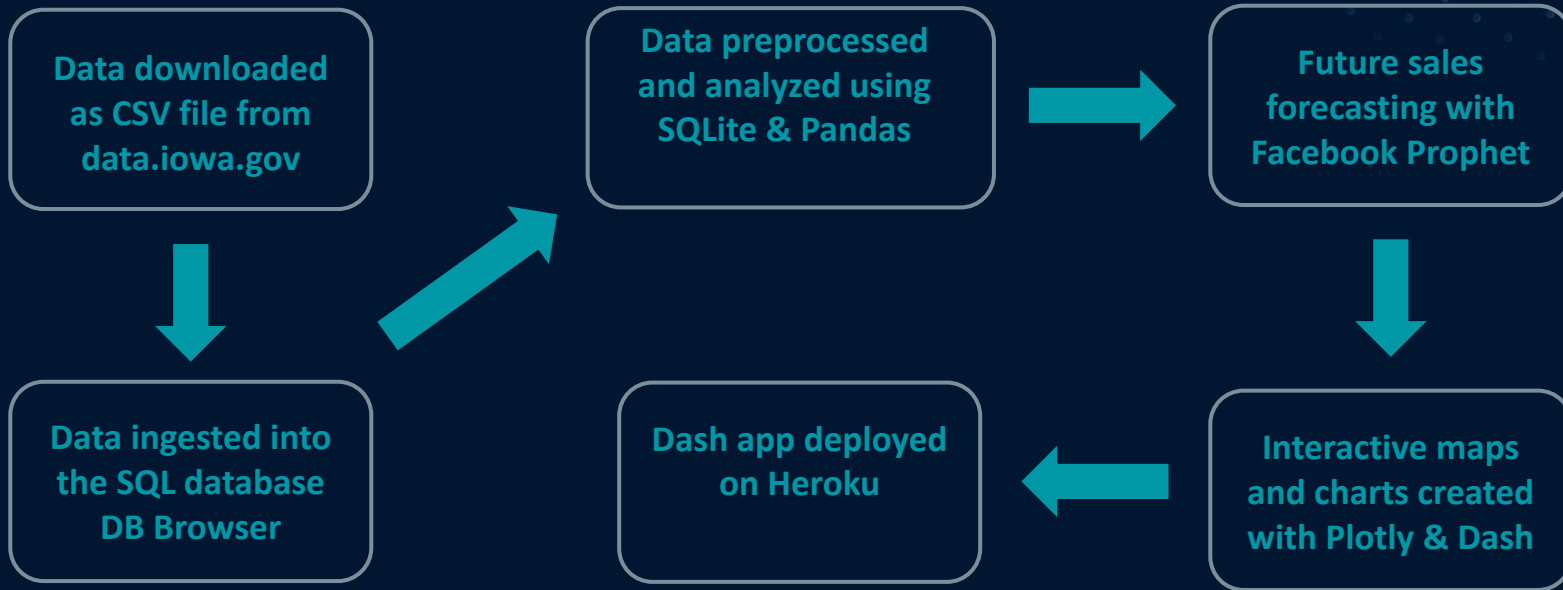 Data downloaded
as CSV file from
data.iowa.gov
Data ingested into
the SQL database
DB Browser
Data preprocessed
and analyzed using
SQLite & Pandas
Future sales
forecasting with
Facebook Prophet
Interactive maps
and charts created
with Plotly & Dash
Dash app deployed
on Heroku